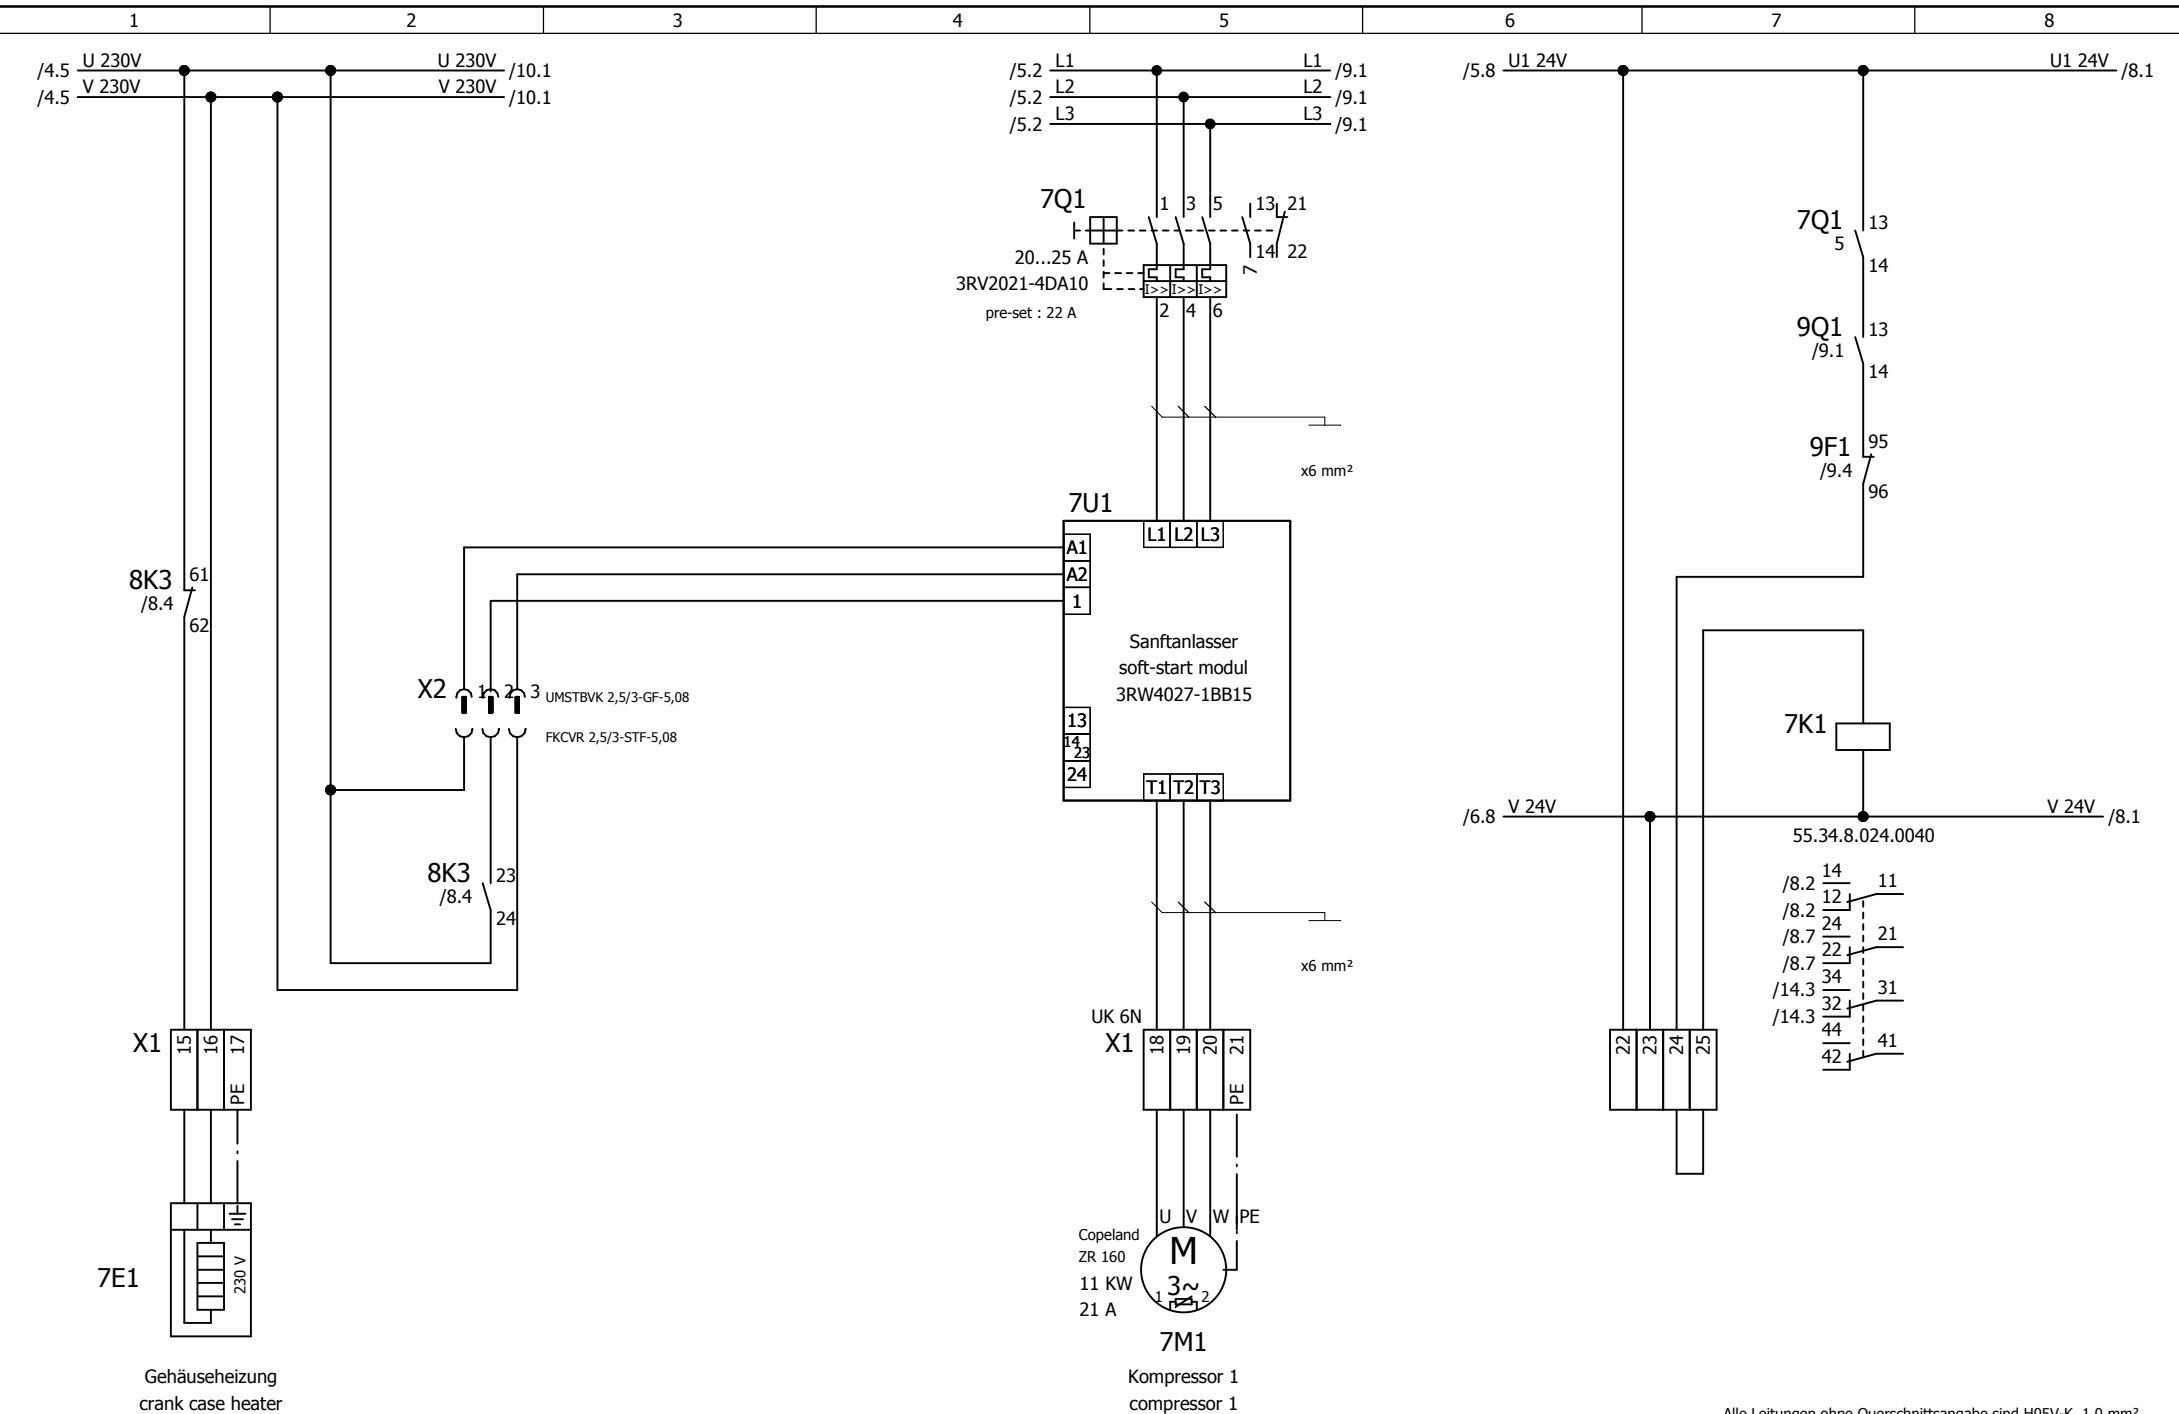 1 2 3 4 5 6 7 8
/4.5 U 230V U 230V /10.1
/4.5 V 230V V 230V /10.1
/5.2 L1 L1 /9.1
/5.2 L2 L2 /9.1
/5.2 L3 L3 /9.1
/5.8 U1 24V U1 24V /8.1
7Q1
1 3 5 13 21
14 22
7
20...25 A
3RV2021-4DA10
I>> I>> I>>
pre-set : 22 A
2 4 6
7Q1
5
13
14
9Q1
/9.1
13
14
9F1
/9.4
95
96
x6 mm²
7U1
L1 L2 L3
A1
A2
1
Sanftanlasser
soft-start modul
3RW4027-1BB15
13
14
23
24
T1 T2 T3
8K3
/8.4
61
62
X2 1 2 3 UMSTBVK 2,5/3-GF-5,08
FKCVR 2,5/3-STF-5,08
8K3
/8.4
23
24
7K1
/6.8 V 24V V 24V /8.1
55.34.8.024.0040
/8.2 14
/8.2 12 11
/8.7 24
/8.7 22 21
/14.3 34
/14.3 32 31
44
42 41
x6 mm²
X1 15 16 17
PE
UK 6N
X1 18 19 20 21
PE
22 23 24 25
7E1
230 V
U V W PE
Copeland
ZR 160
11 KW
21 A
M
3~
1 2
7M1
Gehäuseheizung
crank case heater
Kompressor 1
compressor 1
Alle Leitungen ohne Querschnittsangabe sind H05V-K 1,0 mm²